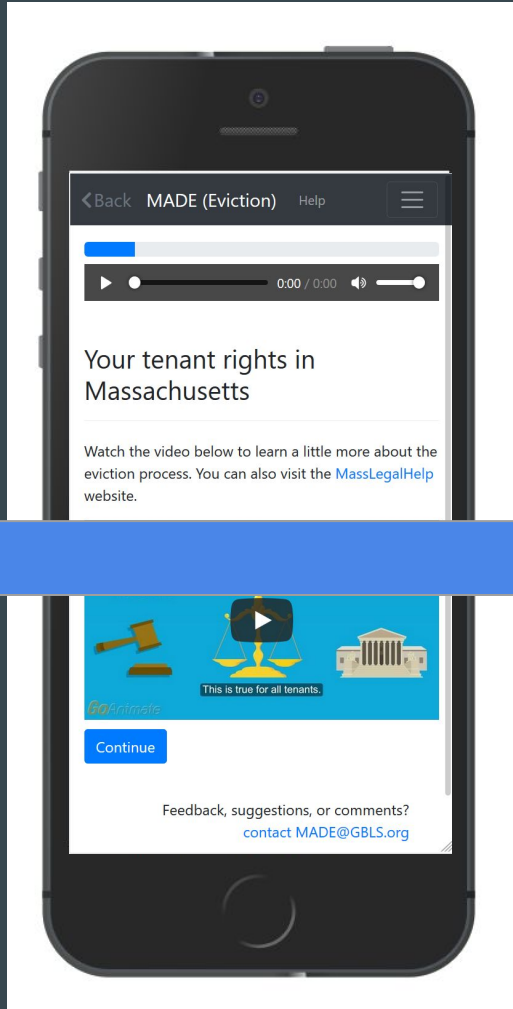 Back MADE (Eviction) Help
0:00 / 0:00
Your tenant rights in
Massachusetts
Watch the video below to learn a little more about the
eviction process. You can also visit the MassLegalHelp
website.
This is true for all tenants.
GoAnimate
Continue
Feedback, suggestions, or comments?
contact MADE@GBLS.org